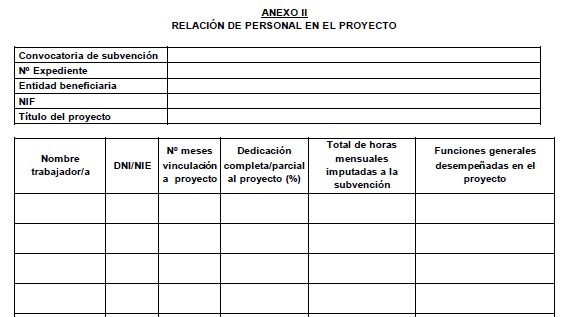 ANEXO II
RELACIÓN DE PERSONAL EN EL PROYECTO
Convocatoria de subvención
Nº Expediente
Entidad beneficiaria
NIF
Título del proyecto
Nombre trabajador/a
DNI/NIE
Nº meses vinculación a proyecto
Dedicación completa/parcial al proyecto (%)
Total de horas mensuales imputadas a la subvención
Funciones generales desempeñadas en el proyecto